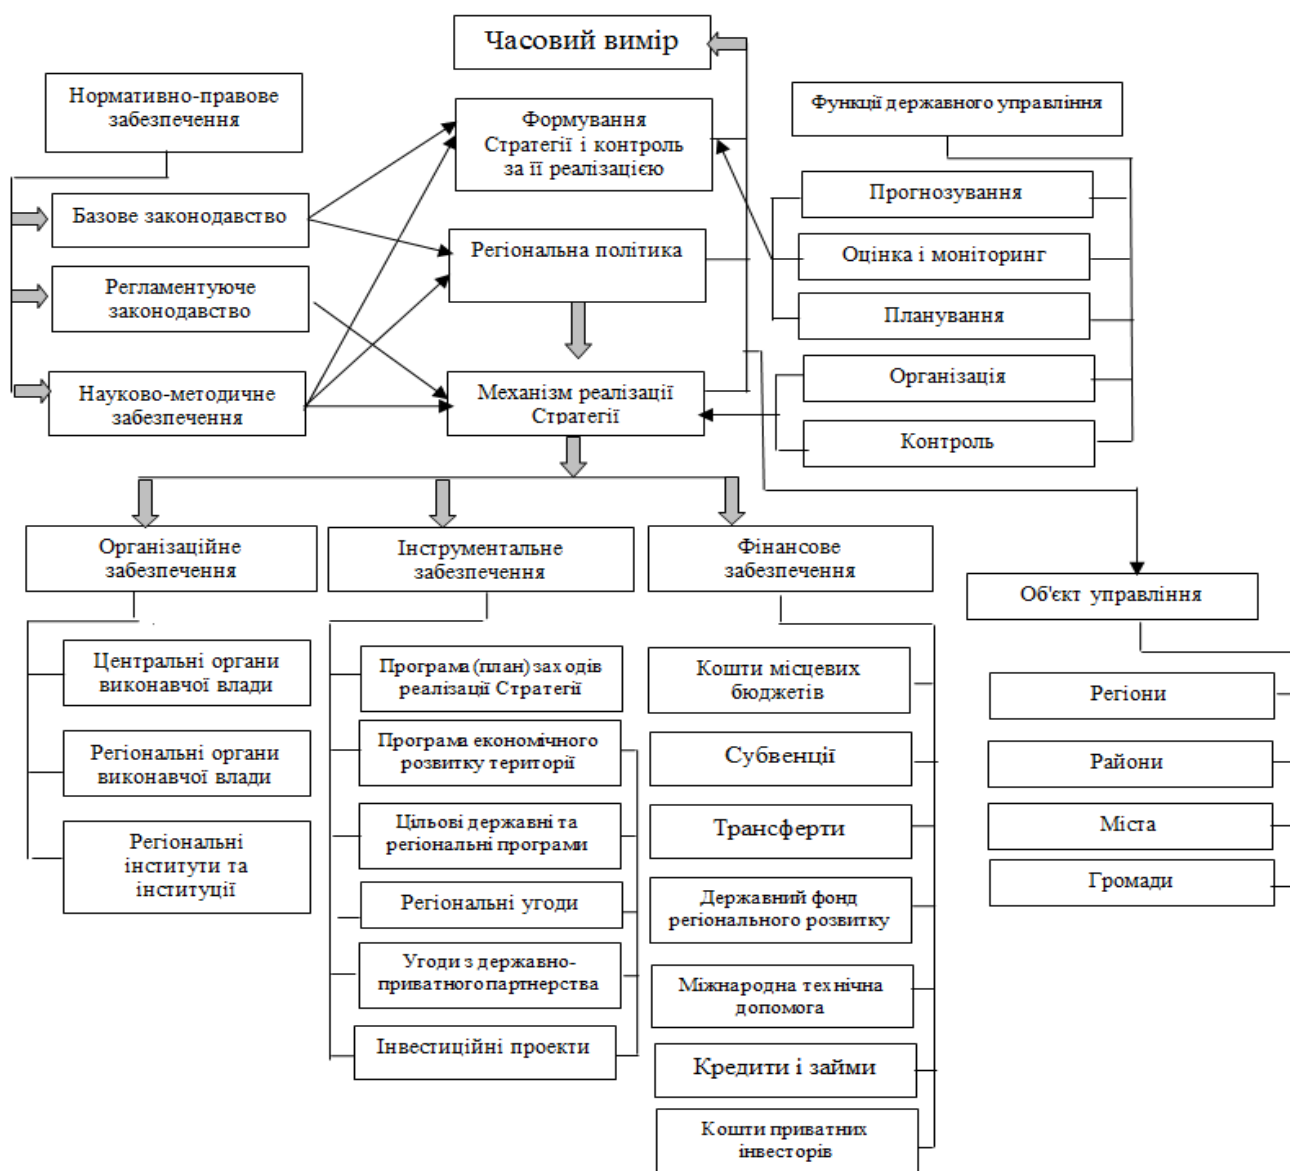 Часовий вимір
Нормативно-правове
забезпечення
Формування
Стратегії і контроль
за її реалізацією
Функції державного управління
Базове законодавство
Регіональна політика
Прогнозування
Оцінка і моніторинг
Регламентуюче
законодавство
Планування
Науково-методичне
забезпечення
Механізм реалізації
Стратегії
Організація
Контроль
Організаційне
забезпечення
Інструментальне
забезпечення
Фінансове
забезпечення
Об'єкт управління
Центральні органи
виконавчої влади
Регіональні органи
виконавчої влади
Регіональні
інститути та
інституції
Програма (план) заходів
реалізації Стратегії
Програма економічного
розвитку території
Цільові державні та
регіональні програми
Регіональні угоди
Угоди з державно-
приватного партнерства
Інвестиційні проекти
Кошти місцевих
бюджетів
Субвенції
Трансферти
Державний фонд
регіонального розвитку
Міжнародна технічна
допомога
Кредити і займи
Кошти приватних
інвесторів
Регіони
Райони
Міста
Громади